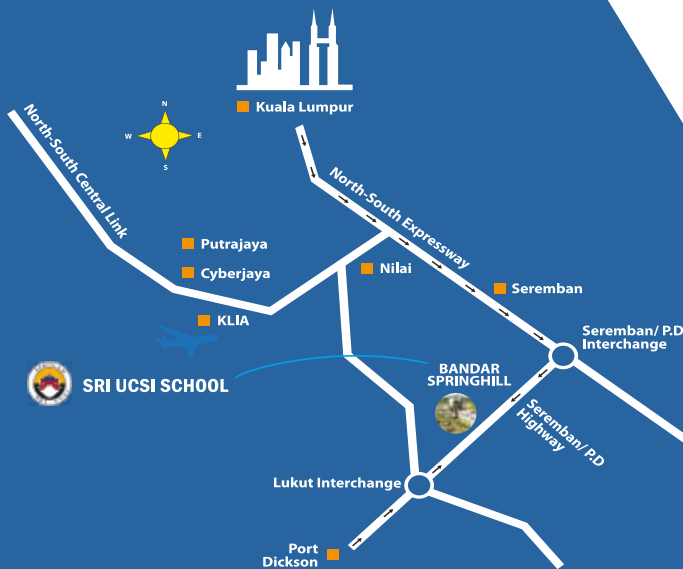 Kuala Lumpur
N
W
E
S
North-South Central Link
North-South Expressway
Putrajaya
Cyberjaya
Nilai
Seremban
KLIA
Seremban/ P.D
Interchange
SRI UCSI SCHOOL
BANDAR
SPRINGHILL
Seremban/ P.D
Highway
Lukut Interchange
Port
Dickson